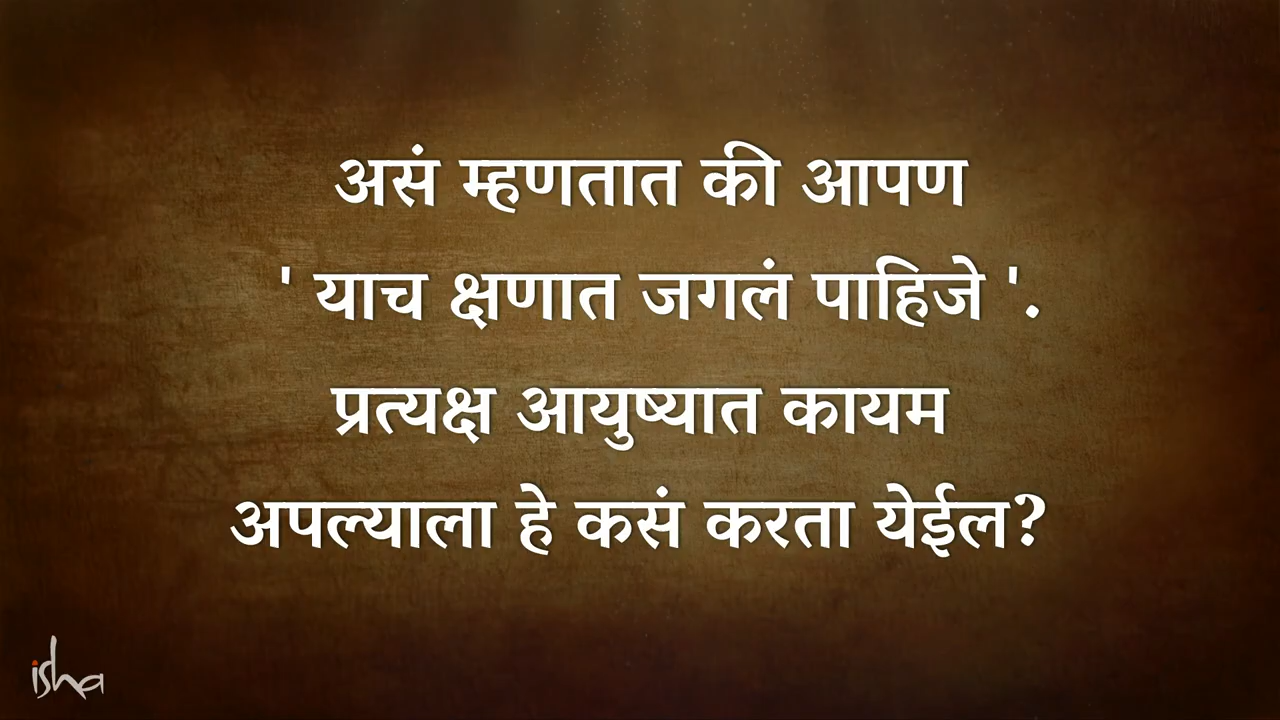 असं म्हणतात की आपण
' याच क्षणात जगलं पाहिजे '.
प्रत्यक्ष आयुष्यात कायम
अपल्याला हे कसं करता येईल?
isha